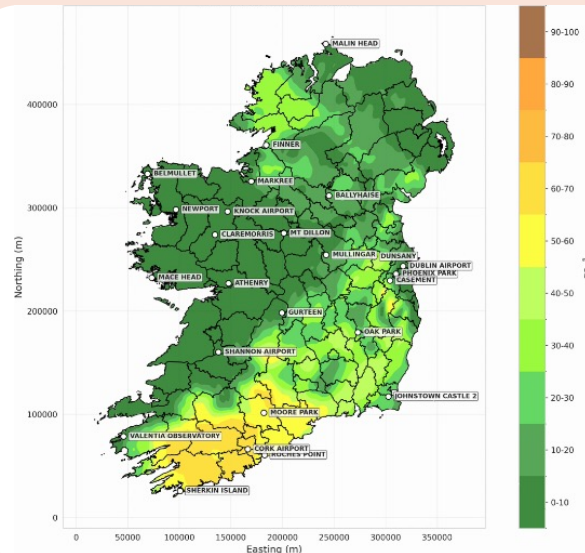 MALIN HEAD
90-100
400000
80-90
FINNER
BELMULLET
MARKREE
70-80
BALLYHAISE
300000
NEWPORT
KNOCK AIRPORT
60-70
CLAREMORRIS
MT DILLON
MULLINGAR
DUNSANY
50-60
DUBLIN AIRPORT
PHOENIX PARK
CASEMENT
MACE HEAD
ATHENRY
Northing (m)
40-50
200000
GURTEEN
OAK PARK
30-40
SHANNON AIRPORT
JOHNSTOWN CASTLE 2
20-30
100000
MOORE PARK
VALENTIA OBSERVATORY
10-20
CORK AIRPORT
ROCHES POINT
SHERKIN ISLAND
0
0-10
0 50000 100000 150000 200000 250000 300000 350000
Easting (m)